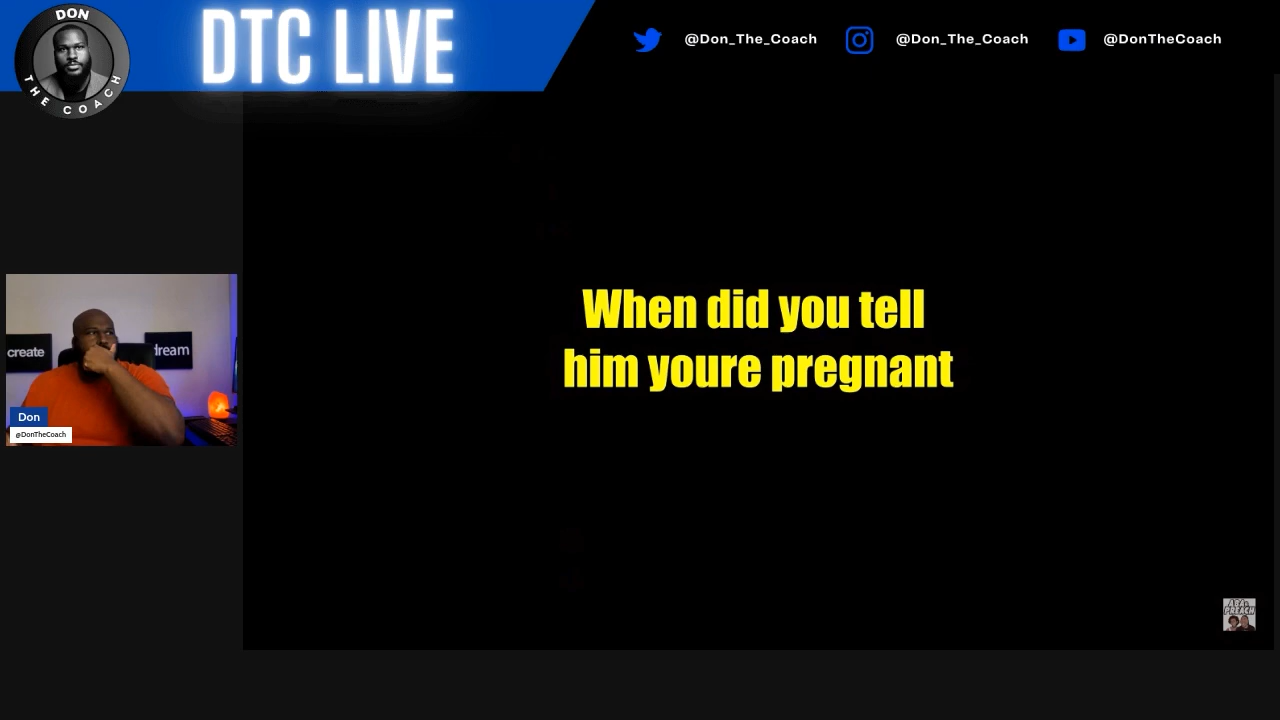 DON
THE COACH
DTC LIVE
@Don_The_Coach
@Don_The_Coach
@DonTheCoach
When did you tell
him youre pregnant
create
dream
Don
@DonTheCoach
PREACH